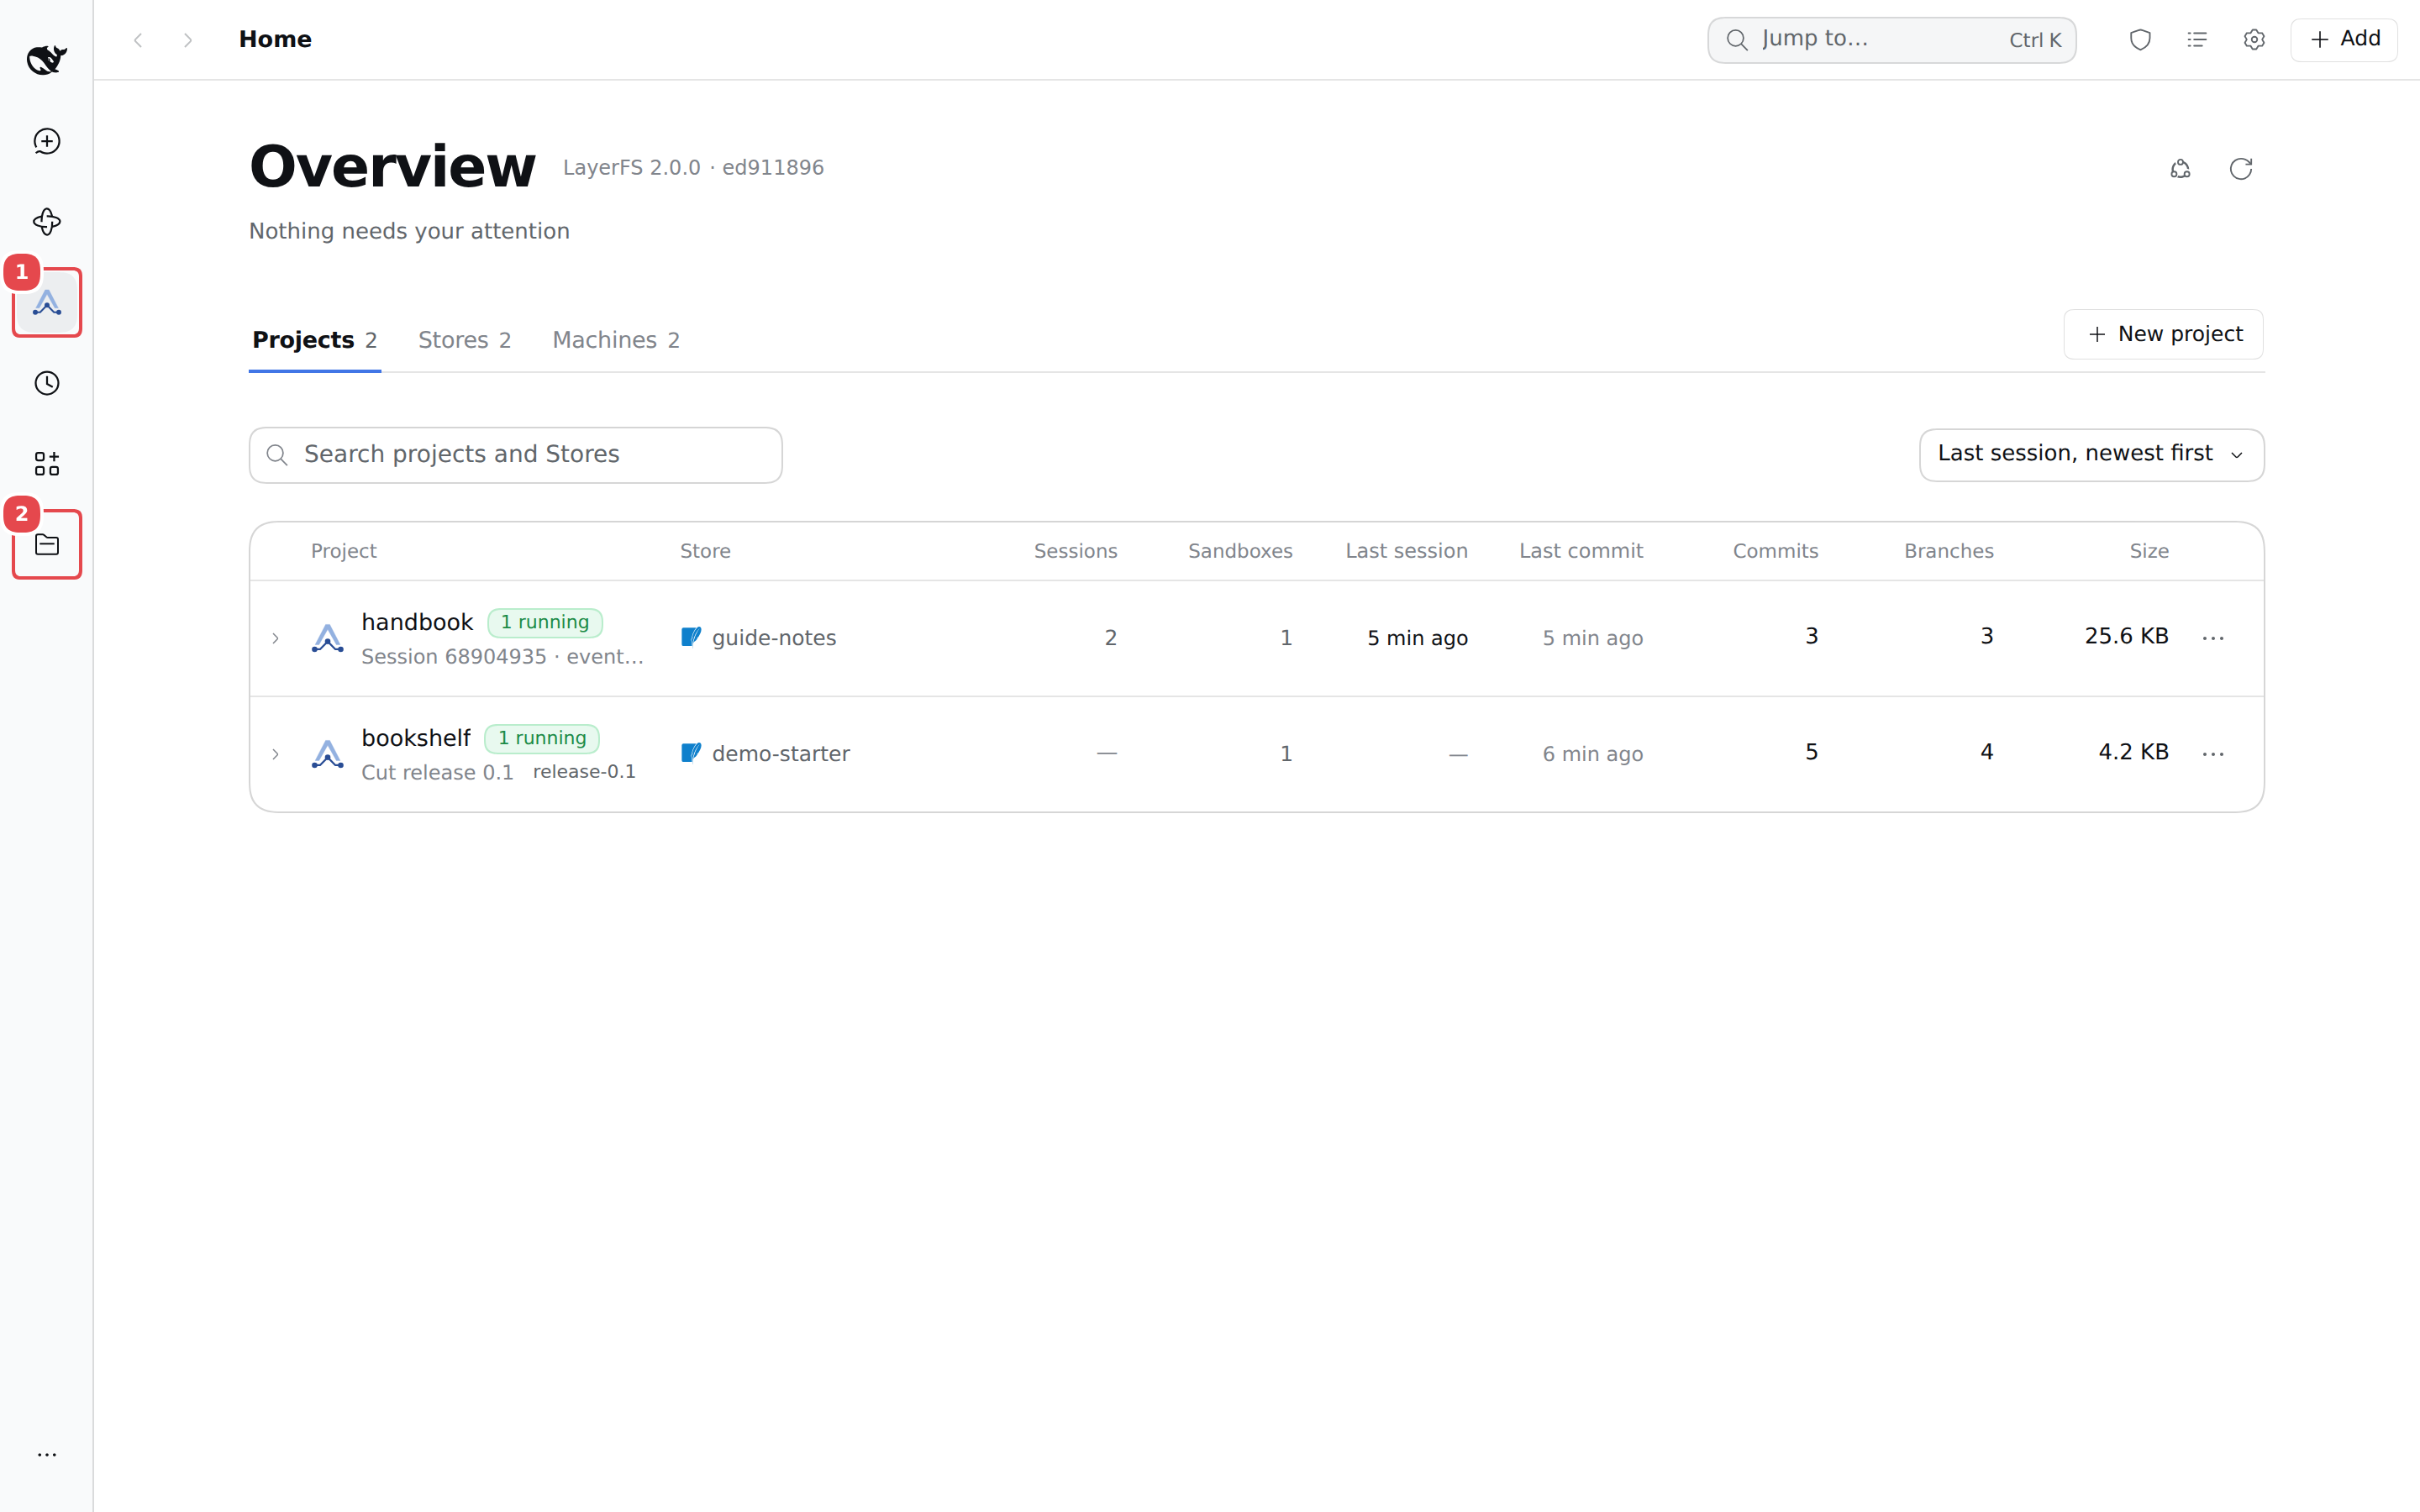 Home
Jump to...
Ctrl K
Add
Overview
LayerFS 2.0.0 · ed911896
Nothing needs your attention
1
Projects 2
Stores 2
Machines 2
New project
Search projects and Stores
Last session, newest first
2
Project
Store
Sessions
Sandboxes
Last session
Last commit
Commits
Branches
Size
handbook
1 running
Session 68904935 · event...
guide-notes
2
1
5 min ago
5 min ago
3
3
25.6 KB
bookshelf
1 running
Cut release 0.1
release-0.1
demo-starter
—
1
—
6 min ago
5
4
4.2 KB